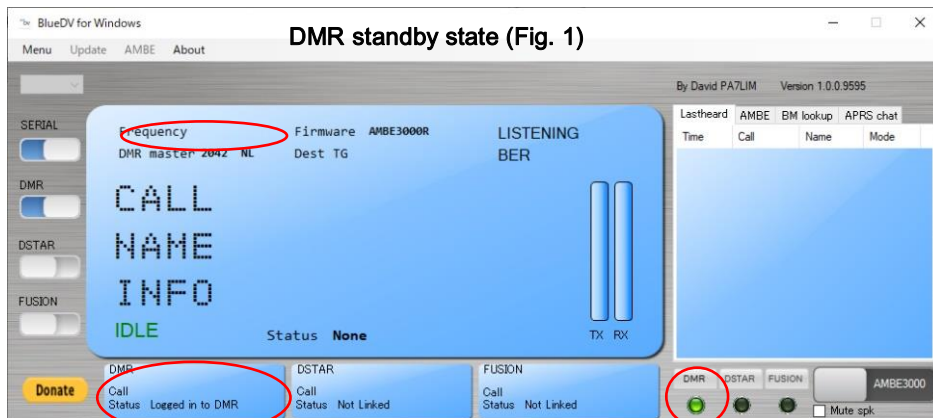 BlueDV for Windows
DMR standby state (Fig. 1)
Menu Update AMBE About
By David PA7LIM Version 1.0.0.9595
SERIAL
DMR
DSTAR
FUSION
Frequency Firmware AMBE3000R LISTENING
DMR master 2042 NL Dest TG BER
CALL
NAME
INFO
IDLE Status None TX RX
Lastheard AMBE BM lookup APRS chat
Time Call Name Mode
Donate
DMR
Call
Status Logged in to DMR
DSTAR
Call
Status Not Linked
FUSION
Call
Status Not Linked
DMR DSTAR FUSION AMBE3000
Mute spk